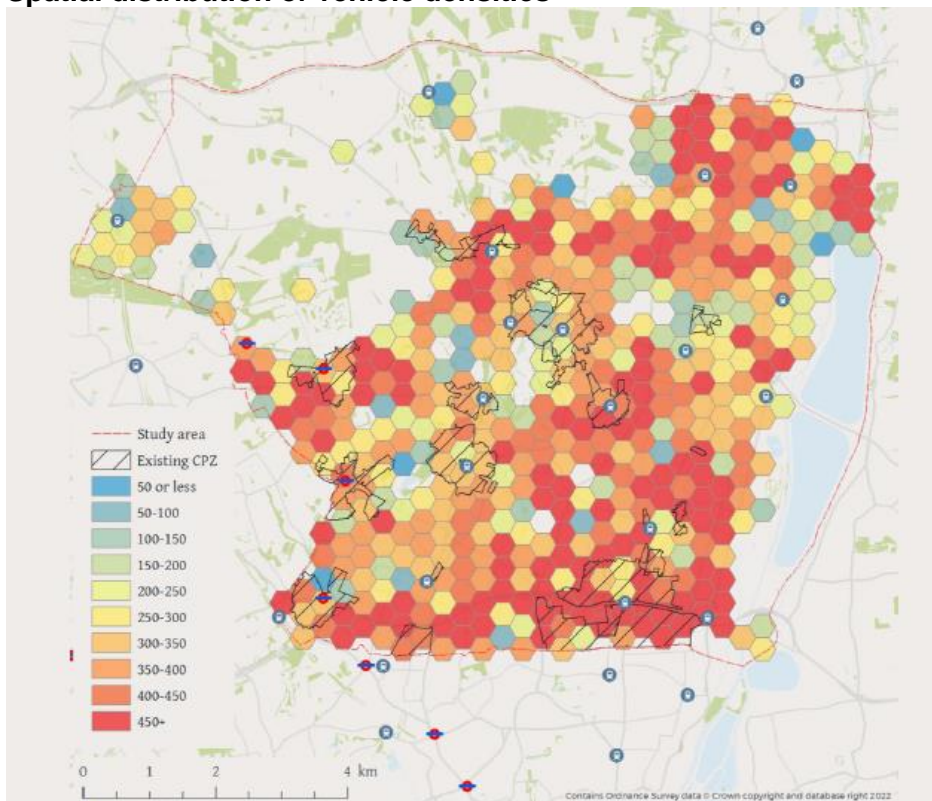 Spatial distribution of vehicle densities
Study area
Existing CPZ
50 or less
50-100
100-150
150-200
200-250
250-300
300-350
350-400
400-450
450+
0 1 2 4 km
Contains Ordnance Survey data © Crown copyright and database right 2022